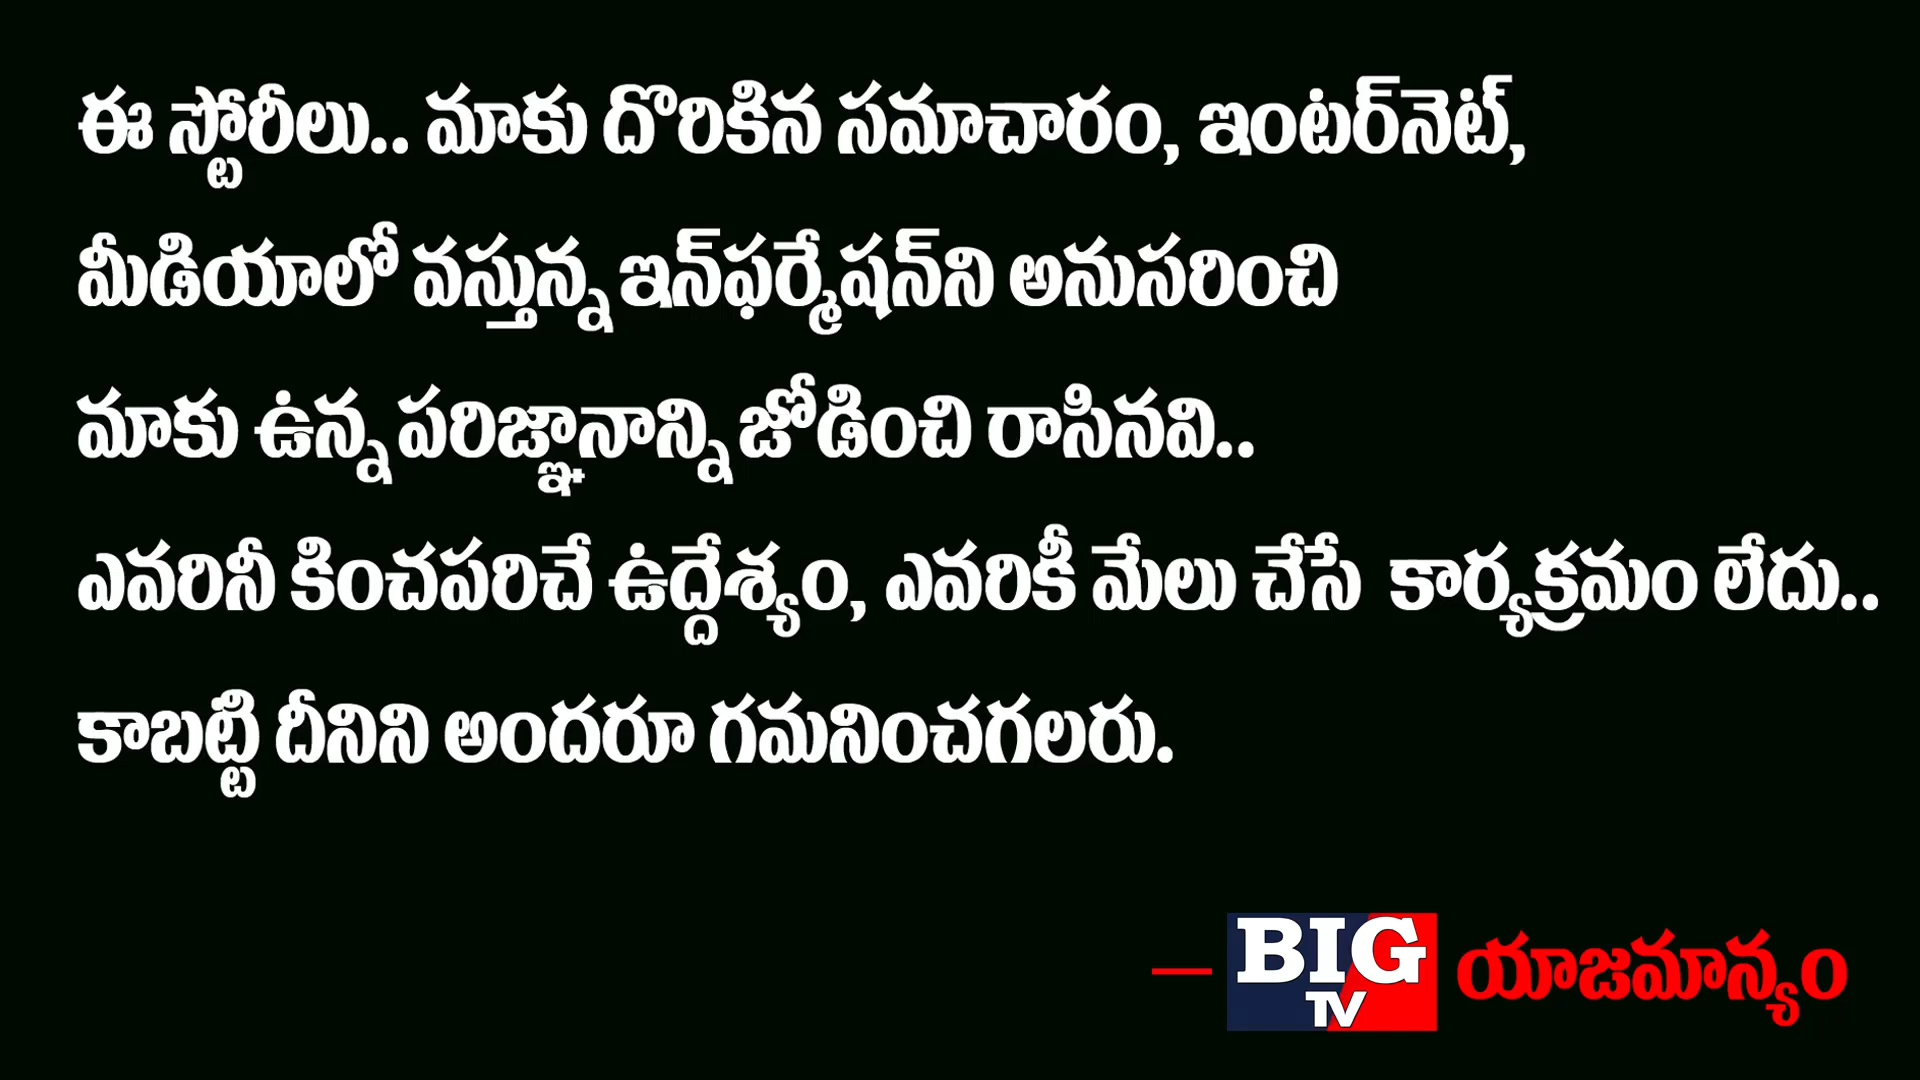 ఈ స్టోరీలు.. మాకు దొరికిన సమాచారం, ఇంటర్‌నెట్,
మీడియాలో వస్తున్న ఇన్‌ఫర్మేషన్‌ని అనుసరించి
మాకు ఉన్న పరిజ్ఞానాన్ని జోడించి రాసినవి..
ఎవరినీ కించపరిచే ఉద్దేశ్యం, ఎవరికీ మేలు చేసే కార్యక్రమం లేదు..
కాబట్టి దీనిని అందరూ గమనించగలరు.
— BIG TV యాజమాన్యం